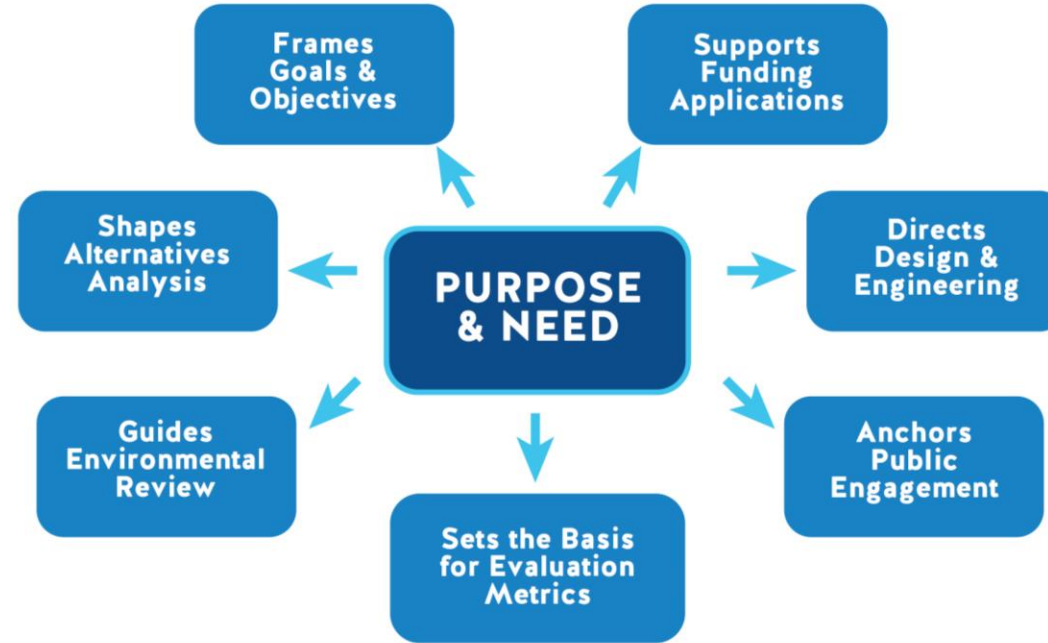 Frames
Goals &
Objectives
Supports
Funding
Applications
Shapes
Alternatives
Analysis
PURPOSE
& NEED
Directs
Design &
Engineering
Guides
Environmental
Review
Anchors
Public
Engagement
Sets the Basis
for Evaluation
Metrics